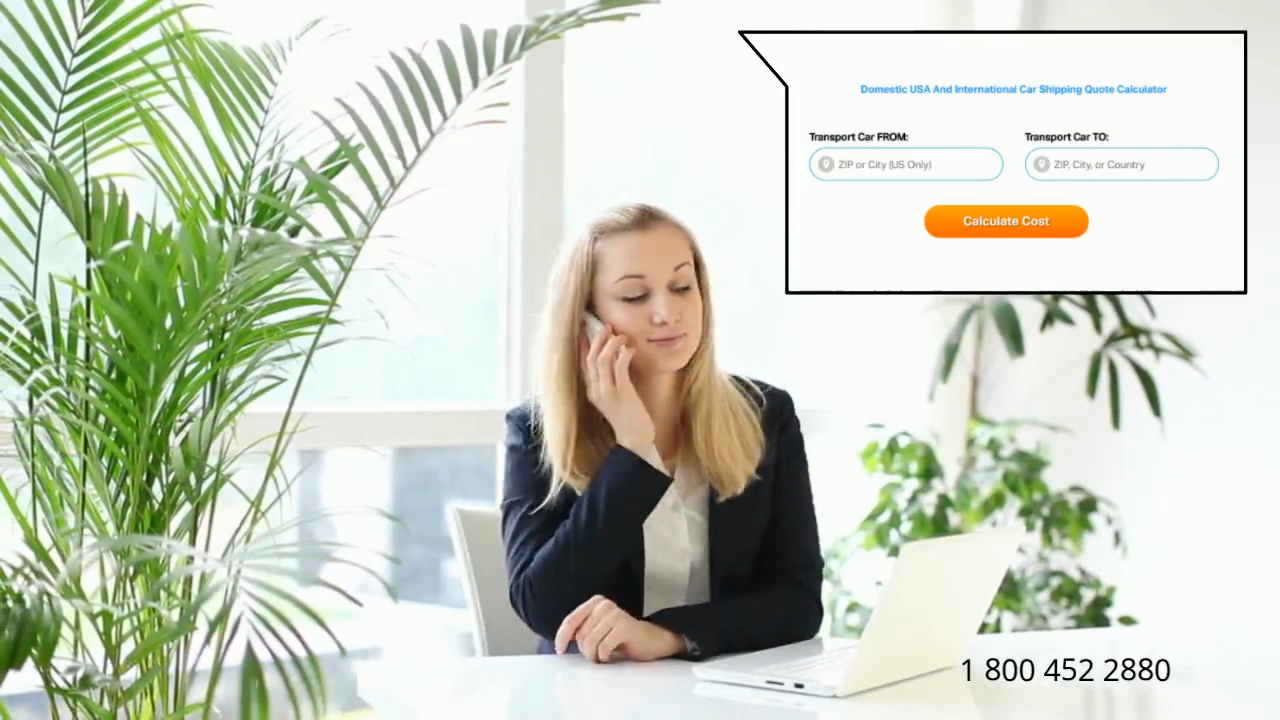 Domestic USA And International Car Shipping Quote Calculator
Transport Car FROM:
Transport Car TO:
ZIP or City (US Only)
ZIP, City, or Country
Calculate Cost
1 800 452 2880